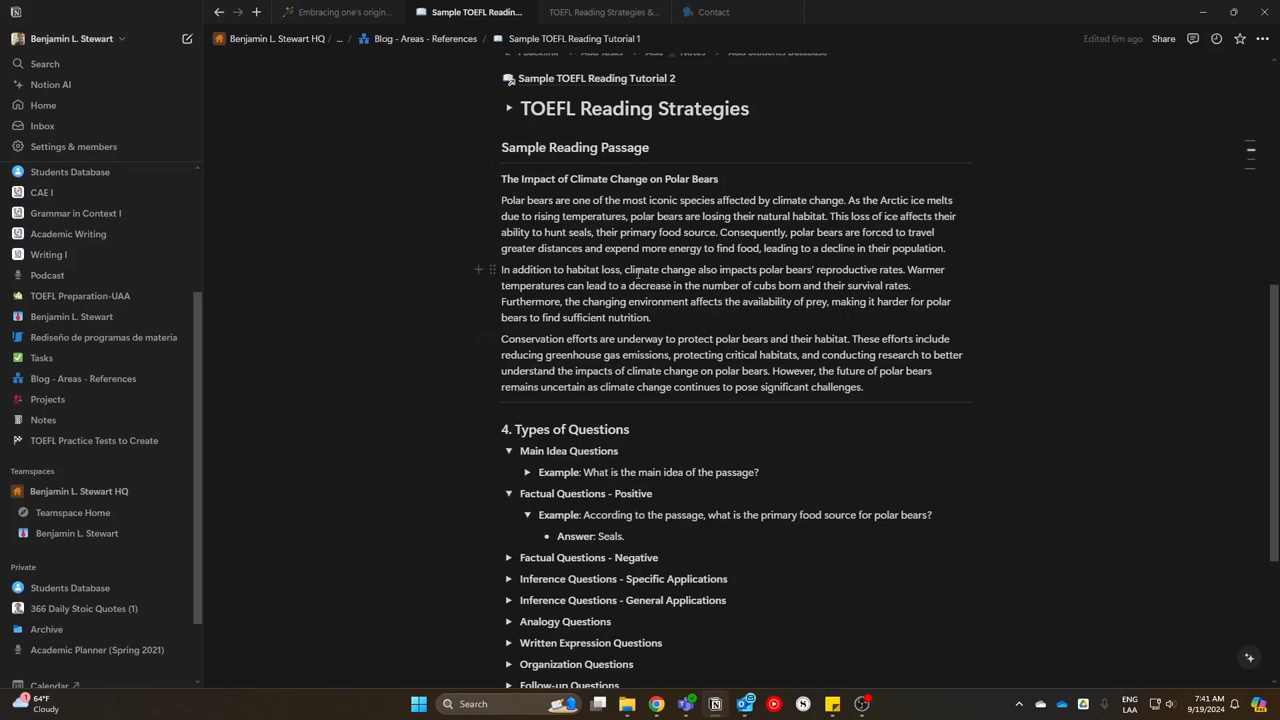 Embracing one's origin...
Sample TOEFL Readin...
TOEFL Reading Strategies &...
Contact
Benjamin L. Stewart
Benjamin L. Stewart HQ / ... / Blog - Areas - References / Sample TOEFL Reading Tutorial 1
Edited 6m ago
Share
Search
Notion AI
Home
Inbox
Settings & members
Students Database
CAE I
Grammar in Context I
Academic Writing
Writing I
Podcast
TOEFL Preparation-UAA
Benjamin L. Stewart
Rediseño de programas de materia
Tasks
Blog - Areas - References
Projects
Notes
TOEFL Practice Tests to Create
Teamspaces
Benjamin L. Stewart HQ
Teamspace Home
Benjamin L. Stewart
Private
Students Database
366 Daily Stoic Quotes (1)
Archive
Academic Planner (Spring 2021)
Calendar
Sample TOEFL Reading Tutorial 2
TOEFL Reading Strategies
Sample Reading Passage
The Impact of Climate Change on Polar Bears
Polar bears are one of the most iconic species affected by climate change. As the Arctic ice melts
due to rising temperatures, polar bears are losing their natural habitat. This loss of ice affects their
ability to hunt seals, their primary food source. Consequently, polar bears are forced to travel
greater distances and expend more energy to find food, leading to a decline in their population.
In addition to habitat loss, climate change also impacts polar bears' reproductive rates. Warmer
temperatures can lead to a decrease in the number of cubs born and their survival rates.
Furthermore, the changing environment affects the availability of prey, making it harder for polar
bears to find sufficient nutrition.
Conservation efforts are underway to protect polar bears and their habitat. These efforts include
reducing greenhouse gas emissions, protecting critical habitats, and conducting research to better
understand the impacts of climate change on polar bears. However, the future of polar bears
remains uncertain as climate change continues to pose significant challenges.
4. Types of Questions
Main Idea Questions
Example: What is the main idea of the passage?
Factual Questions - Positive
Example: According to the passage, what is the primary food source for polar bears?
Answer: Seals.
Factual Questions - Negative
Inference Questions - Specific Applications
Inference Questions - General Applications
Analogy Questions
Written Expression Questions
Organization Questions
Follow-up Questions
64°F
Cloudy
Search
ENG
LAA
7:41 AM
9/19/2024